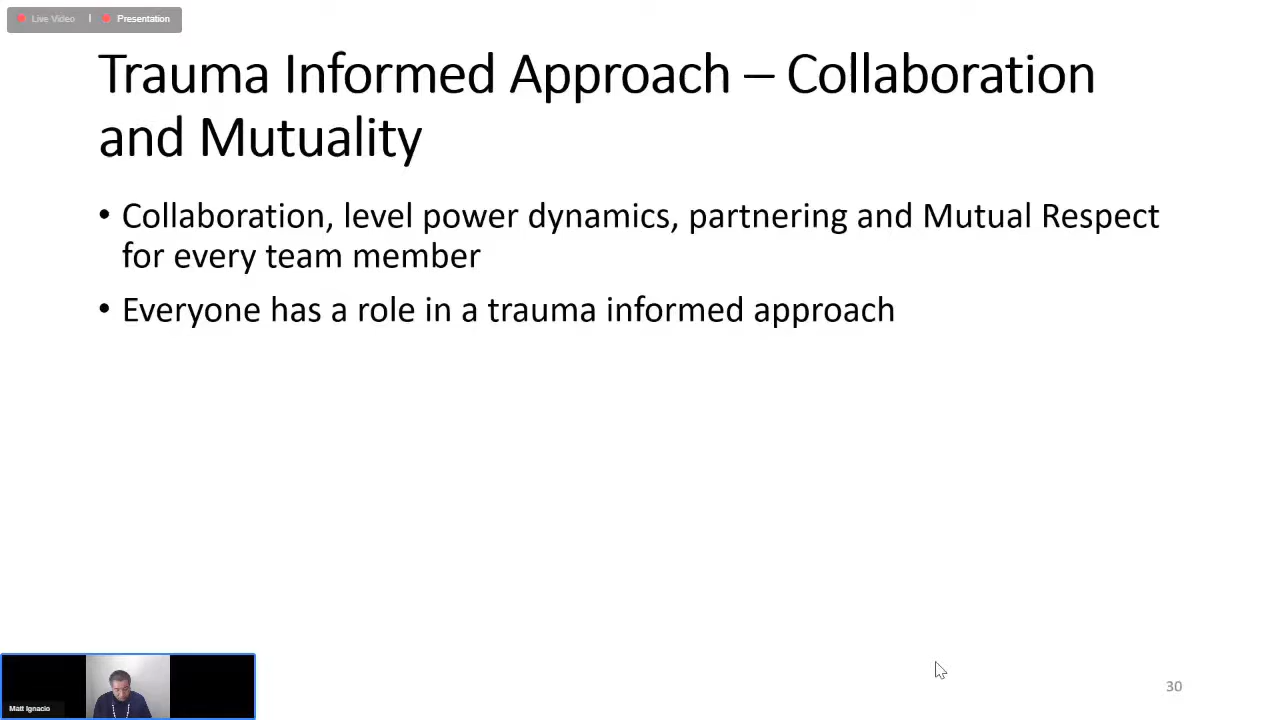 Live Video | Presentation
Trauma Informed Approach – Collaboration
and Mutuality
• Collaboration, level power dynamics, partnering and Mutual Respect
for every team member
• Everyone has a role in a trauma informed approach
Matt Ignacio
30